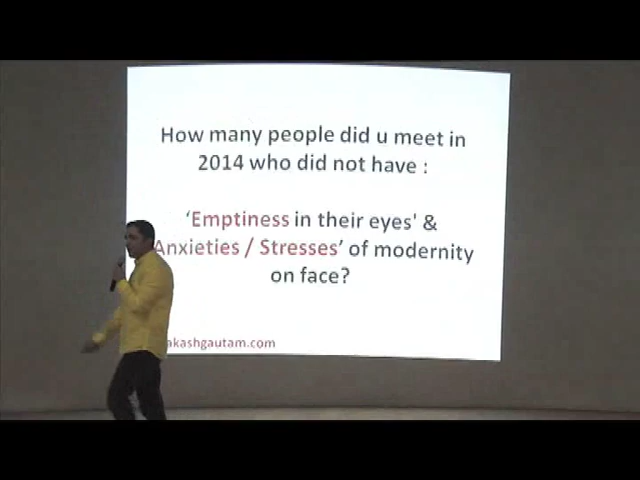 How many people did u meet in
2014 who did not have :
‘Emptiness in their eyes' &
Anxieties / Stresses’ of modernity
on face?
akashgautam.com